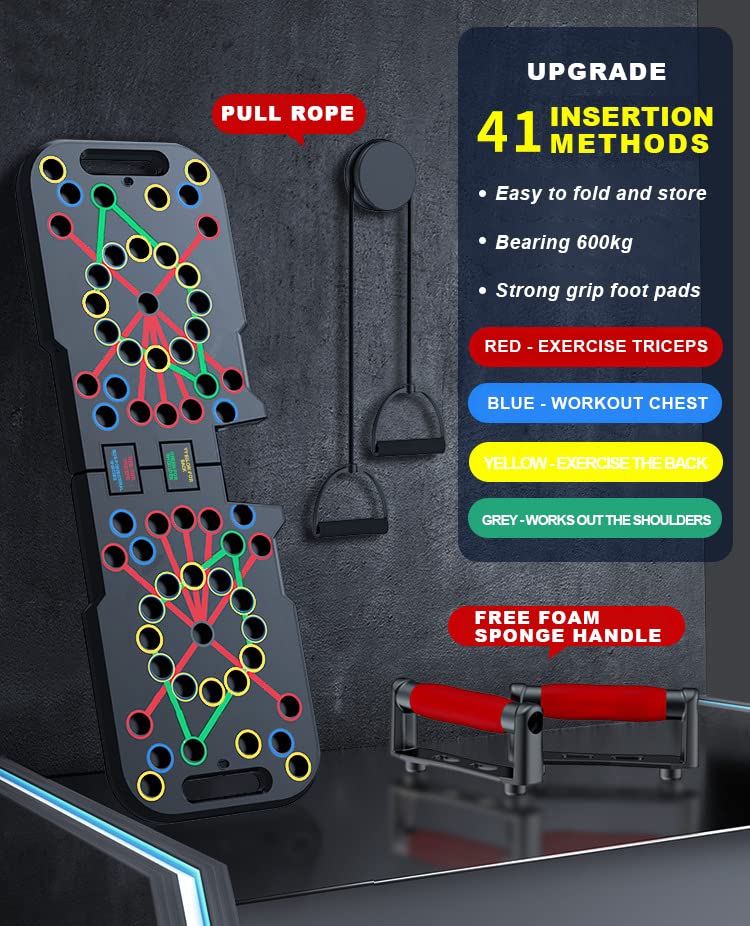 PULL ROPE
UPGRADE
41 INSERTION
METHODS
• Easy to fold and store
• Bearing 600kg
• Strong grip foot pads
RED - EXERCISE TRICEPS
BLUE - WORKOUT CHEST
YELLOW - EXERCISE THE BACK
GREY - WORKS OUT THE SHOULDERS
FREE FOAM
SPONGE HANDLE